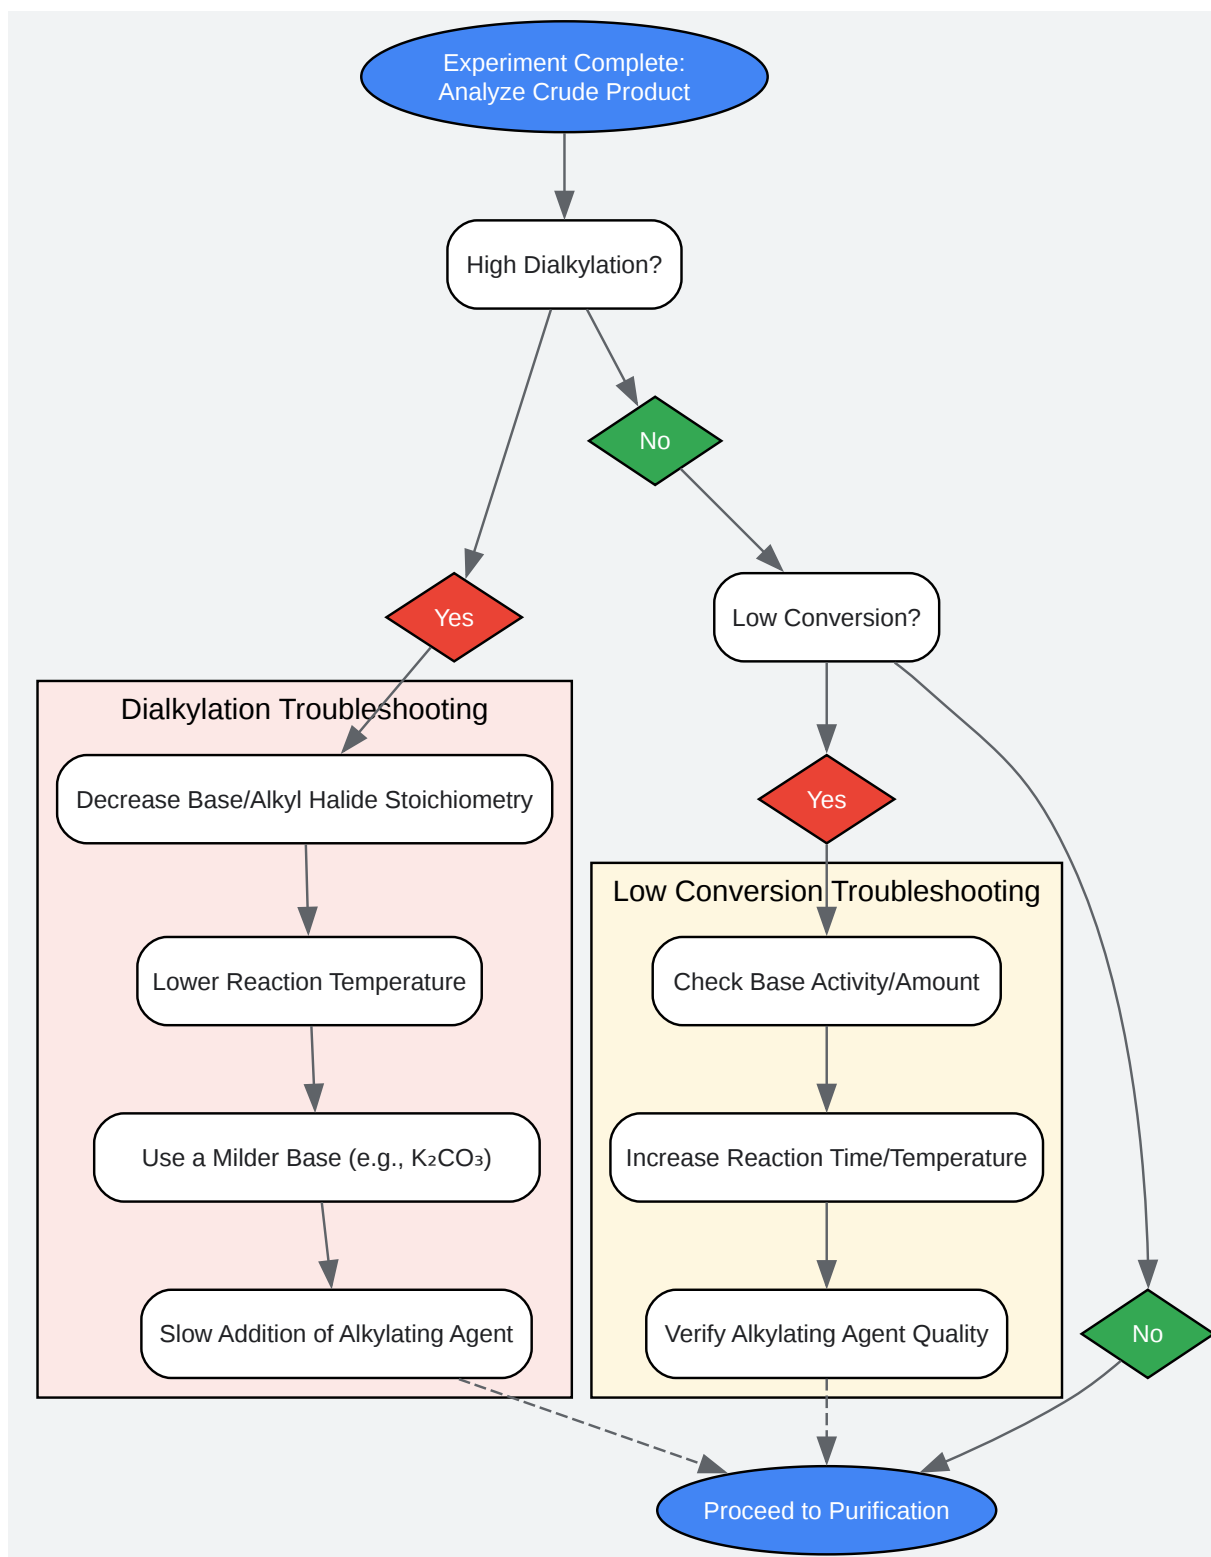 Experiment Complete:
Analyze Crude Product
High Dialkylation?
No
Yes
Low Conversion?
Dialkylation Troubleshooting
Decrease Base/Alkyl Halide Stoichiometry
Lower Reaction Temperature
Use a Milder Base (e.g., K₂CO₃)
Slow Addition of Alkylating Agent
Yes
Low Conversion Troubleshooting
Check Base Activity/Amount
Increase Reaction Time/Temperature
Verify Alkylating Agent Quality
No
Proceed to Purification